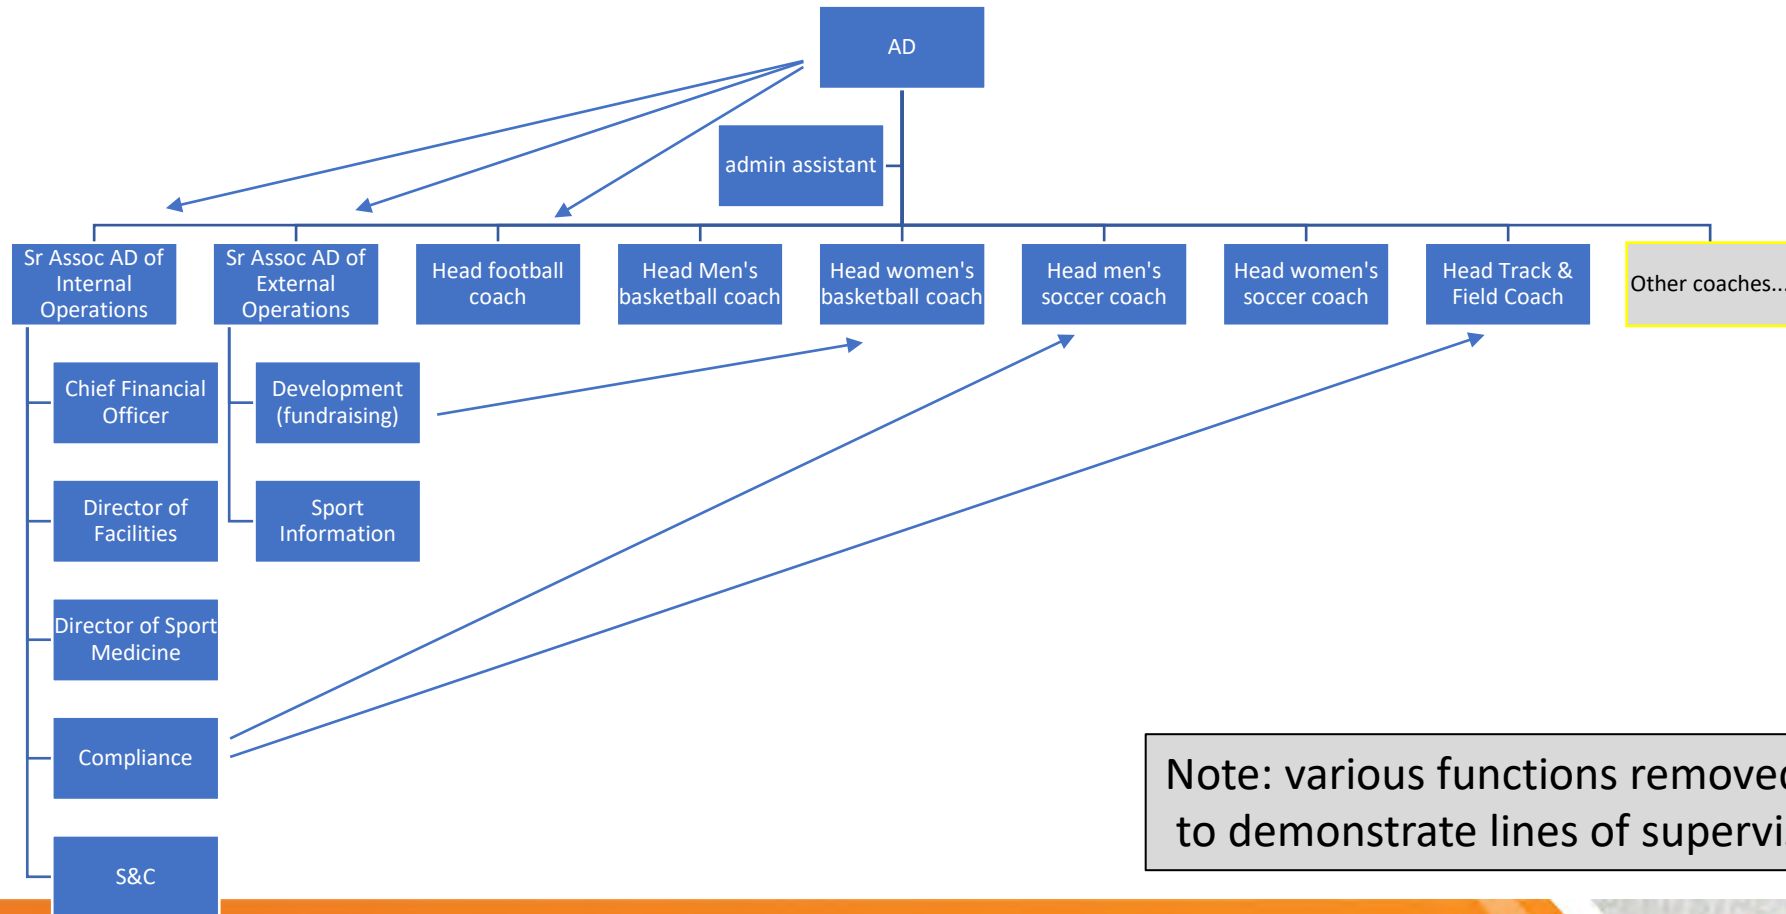 AD
admin assistant
Sr Assoc AD of
Internal
Operations
Sr Assoc AD of
External
Operations
Head football
coach
Head Men's
basketball coach
Head women's
basketball coach
Head men's
soccer coach
Head women's
soccer coach
Head Track &
Field Coach
Other coaches...
Chief Financial
Officer
Development
(fundraising)
Director of
Facilities
Sport
Information
Director of Sport
Medicine
Compliance
S&C
Note: various functions removed
to demonstrate lines of